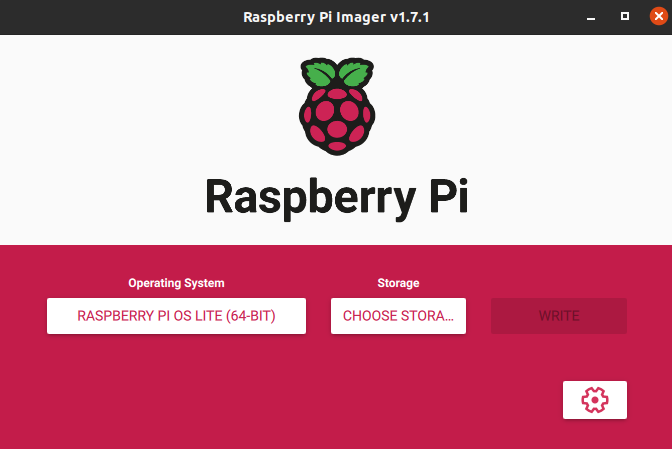 Raspberry Pi Imager v1.7.1
Raspberry Pi
Operating System
Storage
RASPBERRY PI OS LITE (64-BIT)
CHOOSE STORA...
WRITE